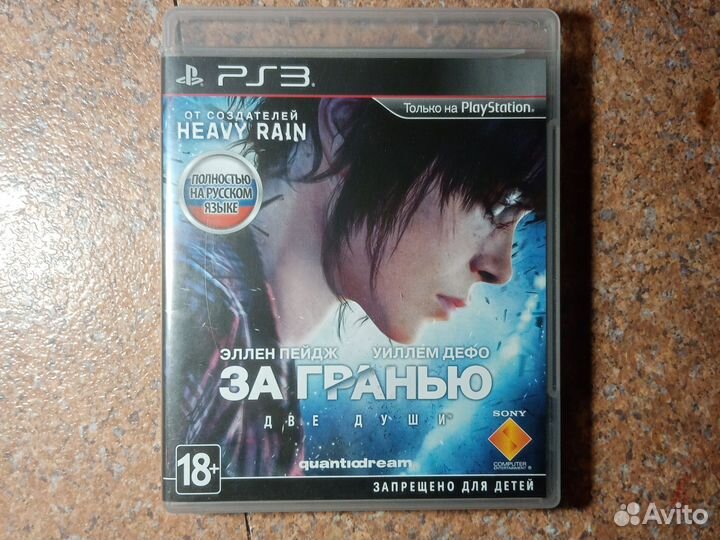 PS3
Только на PlayStation®
ОТ СОЗДАТЕЛЕЙ
HEAVY RAIN
ПОЛНОСТЬЮ
НА РУССКОМ
ЯЗЫКЕ
ЭЛЛЕН ПЕЙДЖ УИЛЛЕМ ДЕФО
ЗА ГРАНЬЮ
ДВЕ ДУШИ
SONY
COMPUTER
ENTERTAINMENT®
18+
quanticdream
ЗАПРЕЩЕНО ДЛЯ ДЕТЕЙ
Avito